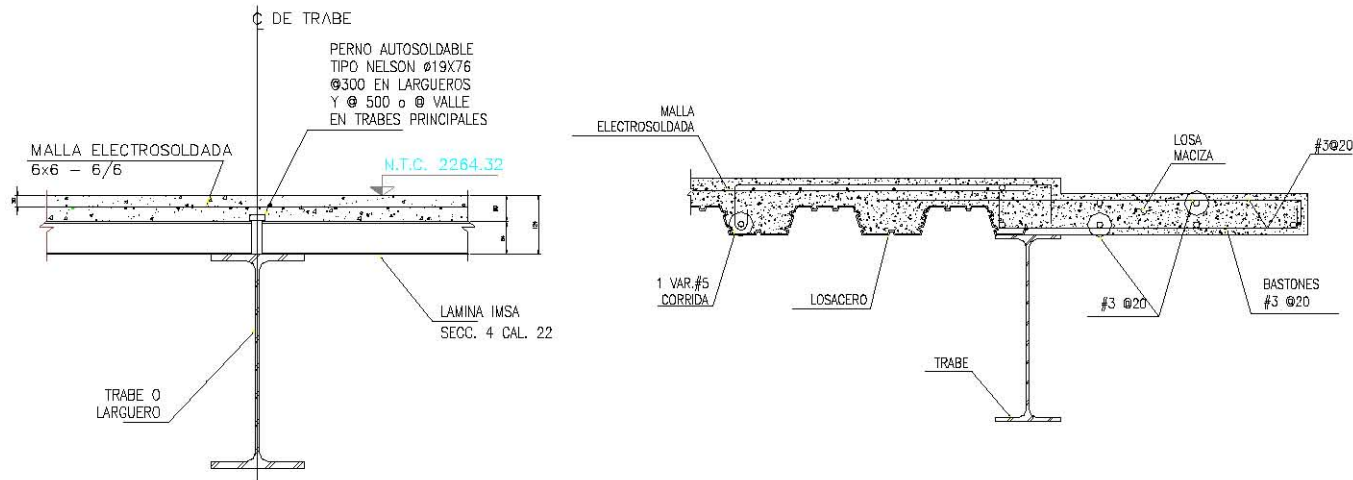 ℄ DE TRABE
PERNO AUTOSOLDABLE
TIPO NELSON ø19X76
@300 EN LARGUEROS
Y @ 500 o @ VALLE
EN TRABES PRINCIPALES
MALLA ELECTROSOLDADA
6x6 – 6/6
N.T.C. 2264.32
LAMINA IMSA
SECC. 4 CAL. 22
TRABE O
LARGUERO
MALLA
ELECTROSOLDADA
LOSA
MACIZA
#3@20
1 VAR.#5
CORRIDA
LOSACERO
#3 @20
BASTONES
#3 @20
TRABE